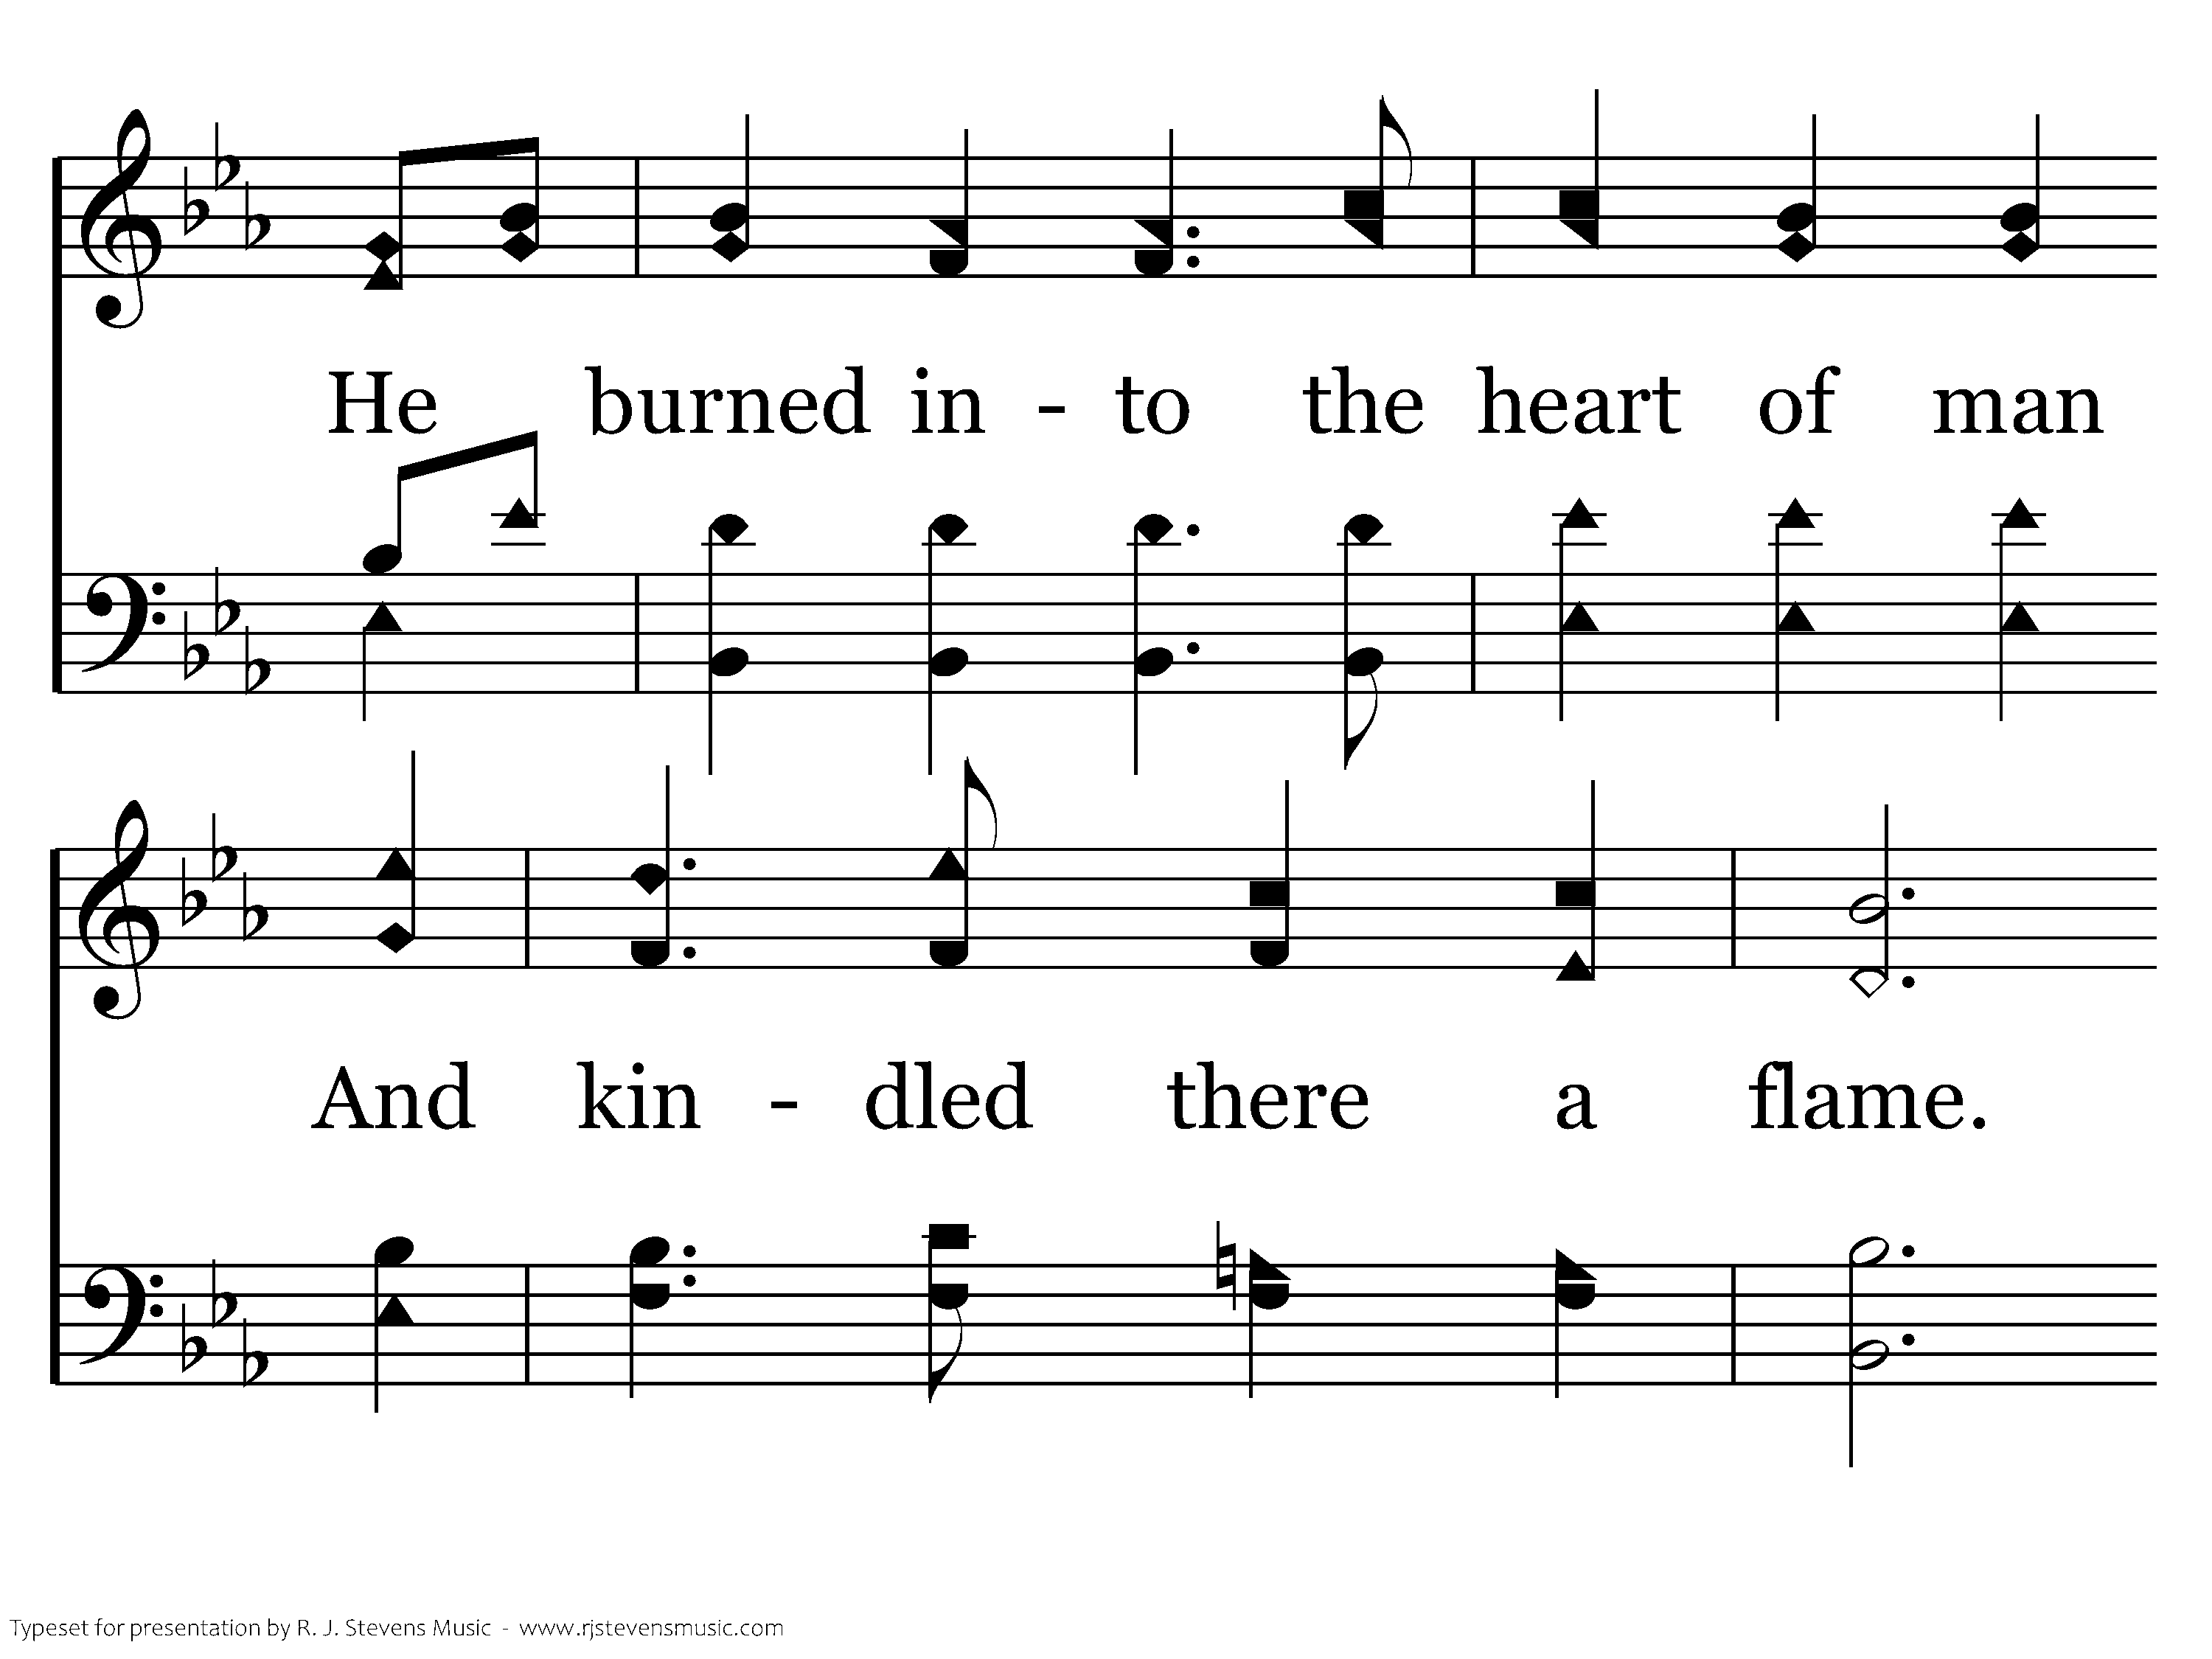 He burned in - to the heart of man
And kin - dled there a flame.
Typeset for presentation by R. J. Stevens Music - www.rjstevensmusic.com